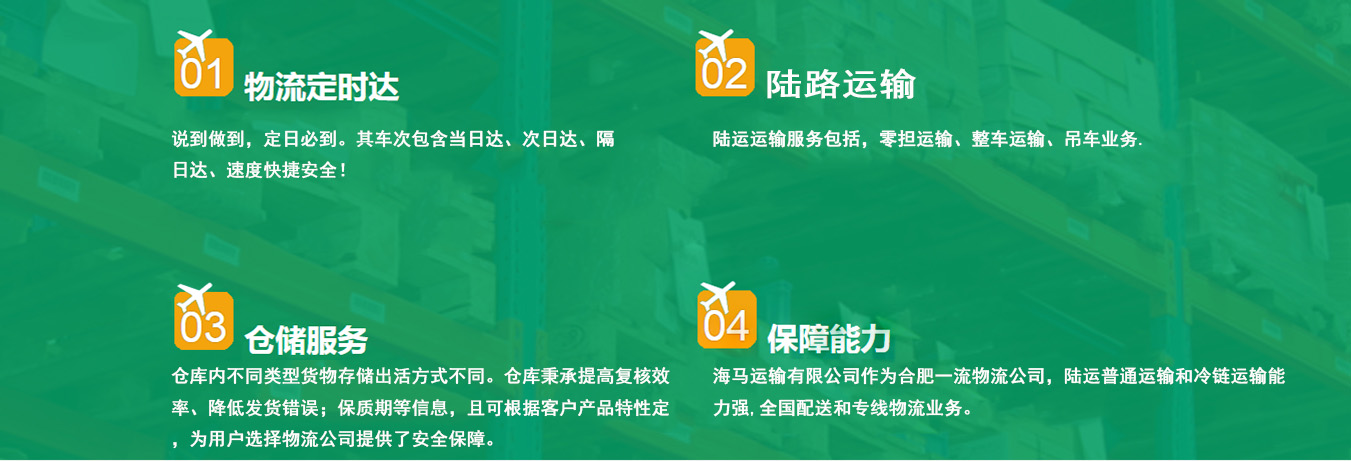 01 物流定时达
说到做到，定日必到。其车次包含当日达、次日达、隔
日达、速度快捷安全！
02 陆路运输
陆运运输服务包括，零担运输、整车运输、吊车业务.
03 仓储服务
仓库内不同类型货物存储出活方式不同。仓库秉承提高复核效
率、降低发货错误；保质期等信息，且可根据客户产品特性定
，为用户选择物流公司提供了安全保障。
04 保障能力
海马运输有限公司作为合肥一流物流公司，陆运普通运输和冷链运输能
力强,全国配送和专线物流业务。